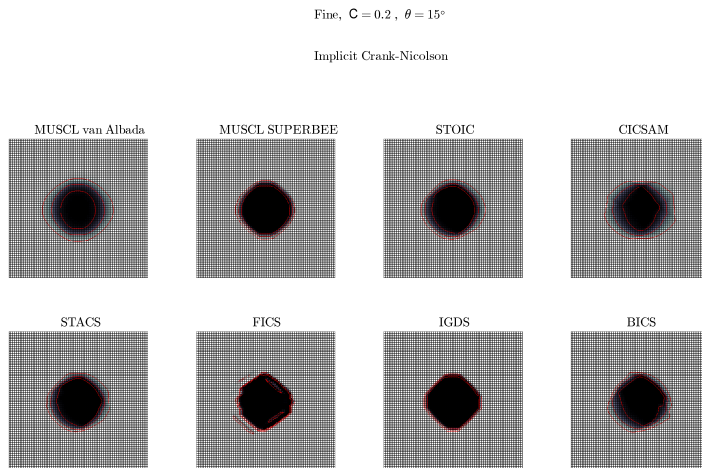 Fine, C = 0.2 , θ = 15°
Implicit Crank-Nicolson
MUSCL van Albada
MUSCL SUPERBEE
STOIC
CICSAM
STACS
FICS
IGDS
BICS